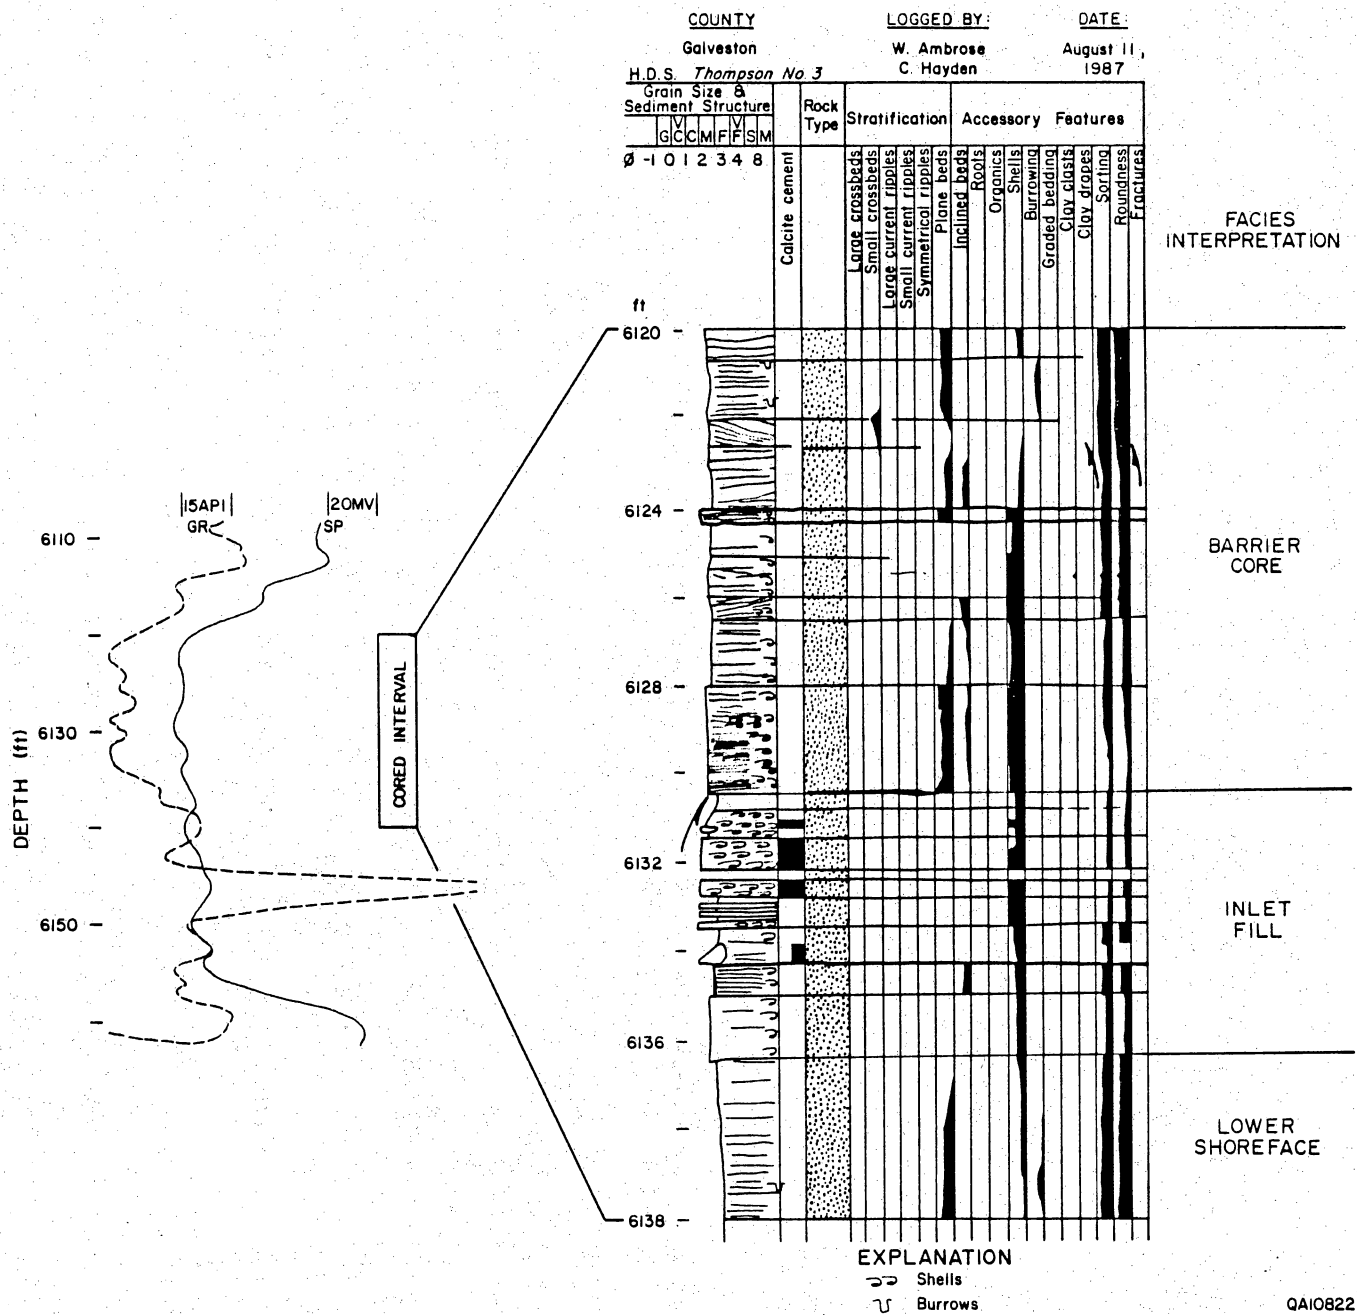 COUNTY
Galveston
LOGGED BY:
W. Ambrose
C. Hayden
DATE:
August 11,
1987
H.D.S. Thompson No. 3
Grain Size &
Sediment Structure
V V
G C C M F F S M
Ø -1 0 1 2 3 4 8
Calcite cement
Rock
Type
Stratification
Accessory Features
Large crossbeds
Small crossbeds
Large current ripples
Small current ripples
Symmetrical ripples
Plane beds
Inclined beds
Roots
Organics
Shells
Burrowing
Graded bedding
Clay clasts
Clay drapes
Sorting
Roundness
Fractures
FACIES
INTERPRETATION
ft
6120
6124
6128
6132
6136
6138
BARRIER
CORE
INLET
FILL
LOWER
SHOREFACE
15API
GR
20MV
SP
DEPTH (ft)
6110
6130
6150
CORED INTERVAL
EXPLANATION
Shells
Burrows
QA10822